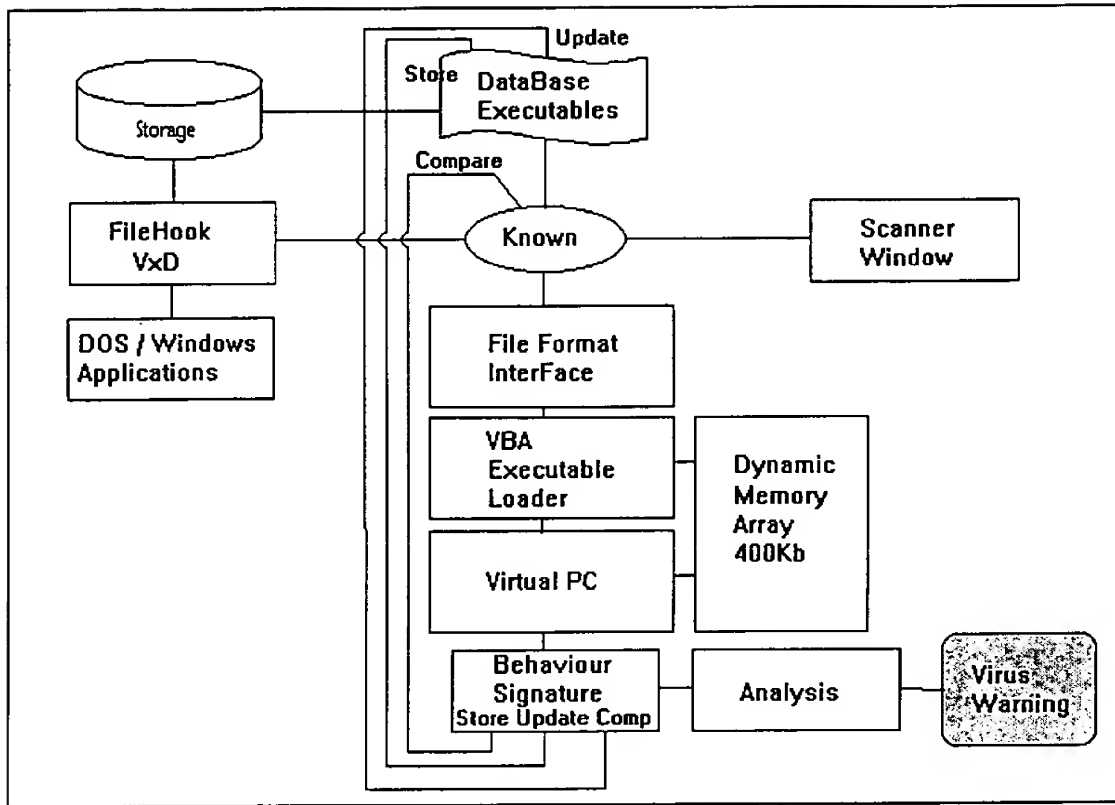 Update
Store
DataBase
Executables
Storage
Compare
FileHook
VxD
Known
Scanner
Window
DOS / Windows
Applications
File Format
InterFace
VBA
Executable
Loader
Dynamic
Memory
Array
400Kb
Virtual PC
Behaviour
Signature
Store Update Comp
Analysis
Virus
Warning